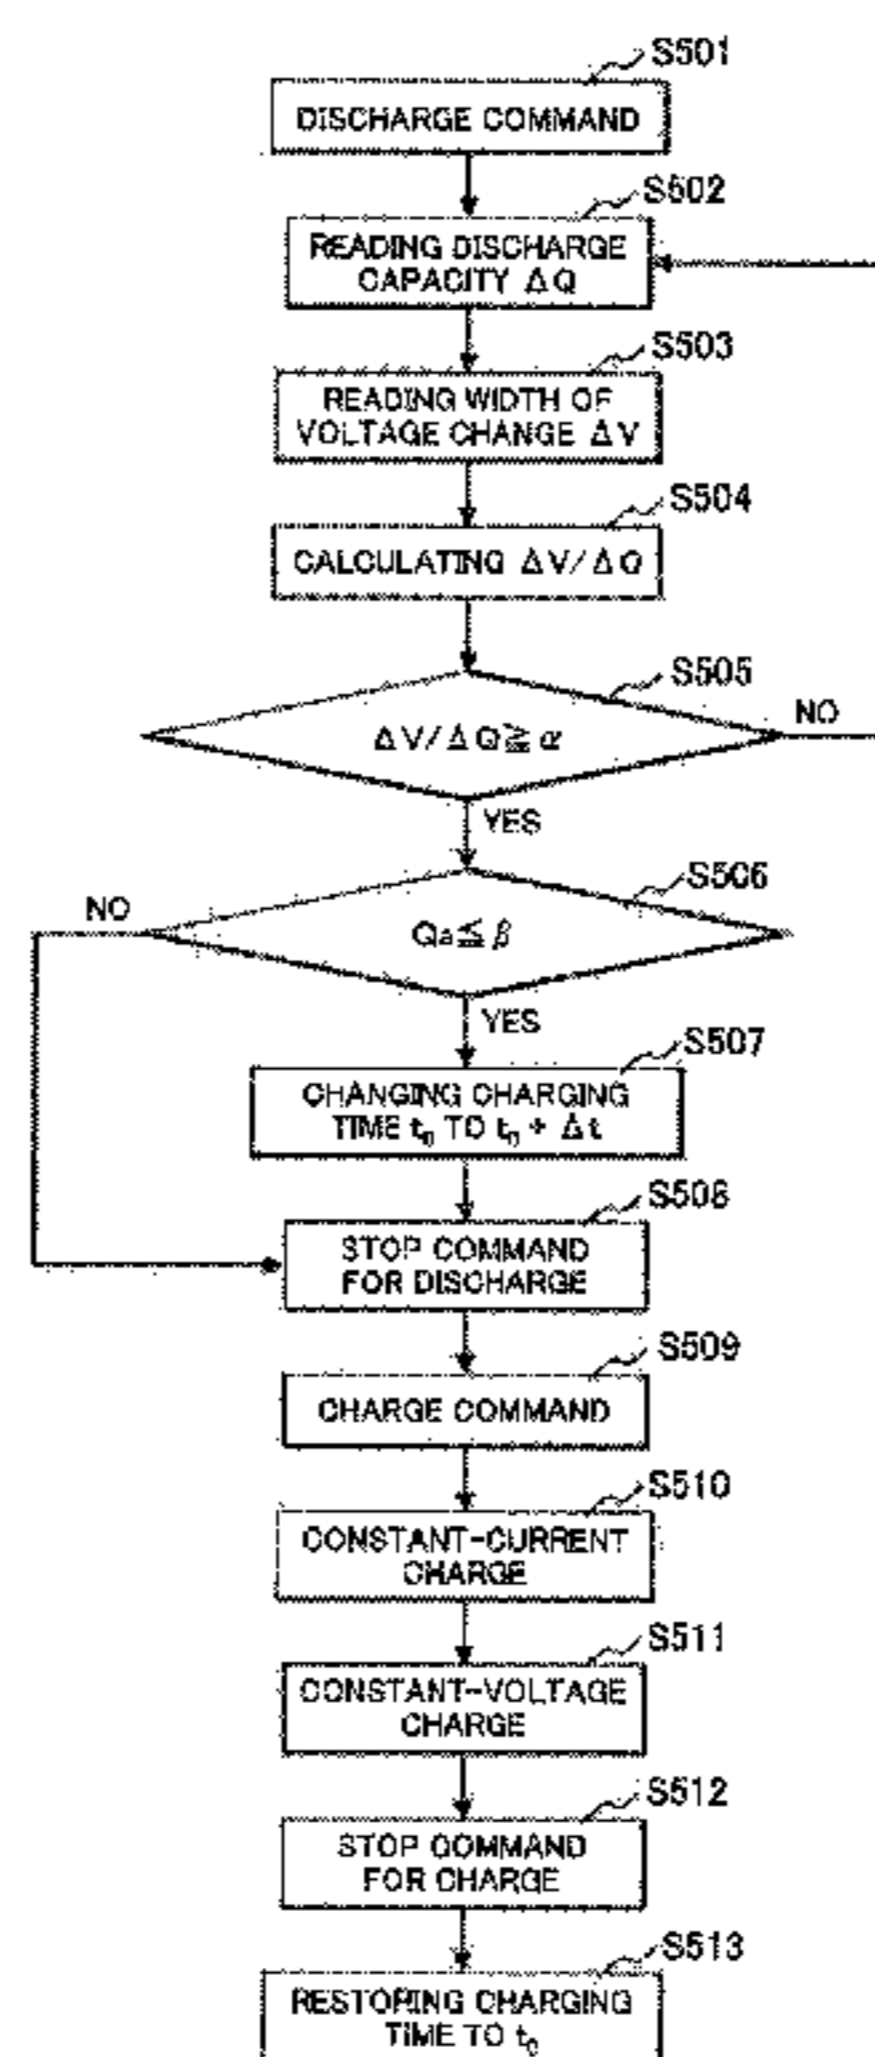 S501
DISCHARGE COMMAND
S502
READING DISCHARGE
CAPACITY ΔQ
S503
READING WIDTH OF
VOLTAGE CHANGE ΔV
S504
CALCULATING ΔV/ΔQ
S505
ΔV/ΔQ≧α
NO
YES
S506
Qa≦β
NO
YES
S507
CHANGING CHARGING
TIME t₀ TO t₀ + Δt
S508
STOP COMMAND
FOR DISCHARGE
S509
CHARGE COMMAND
S510
CONSTANT-CURRENT
CHARGE
S511
CONSTANT-VOLTAGE
CHARGE
S512
STOP COMMAND
FOR CHARGE
S513
RESTORING CHARGING
TIME TO t₀